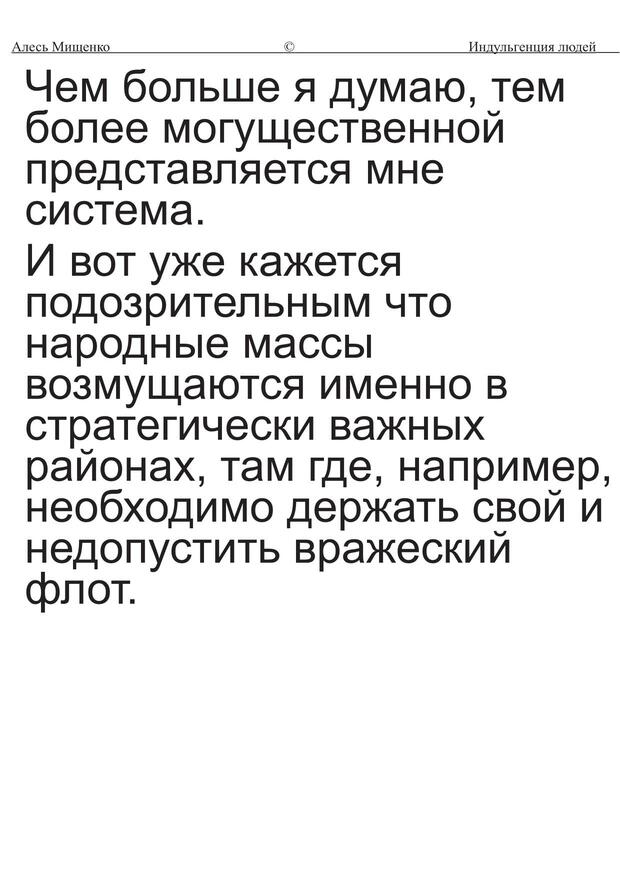 Алесь Мищенко © Индульгенция людей
Чем больше я думаю, тем
более могущественной
представляется мне
система.
И вот уже кажется
подозрительным что
народные массы
возмущаются именно в
стратегически важных
районах, там где, например,
необходимо держать свой и
недопустить вражеский
флот.